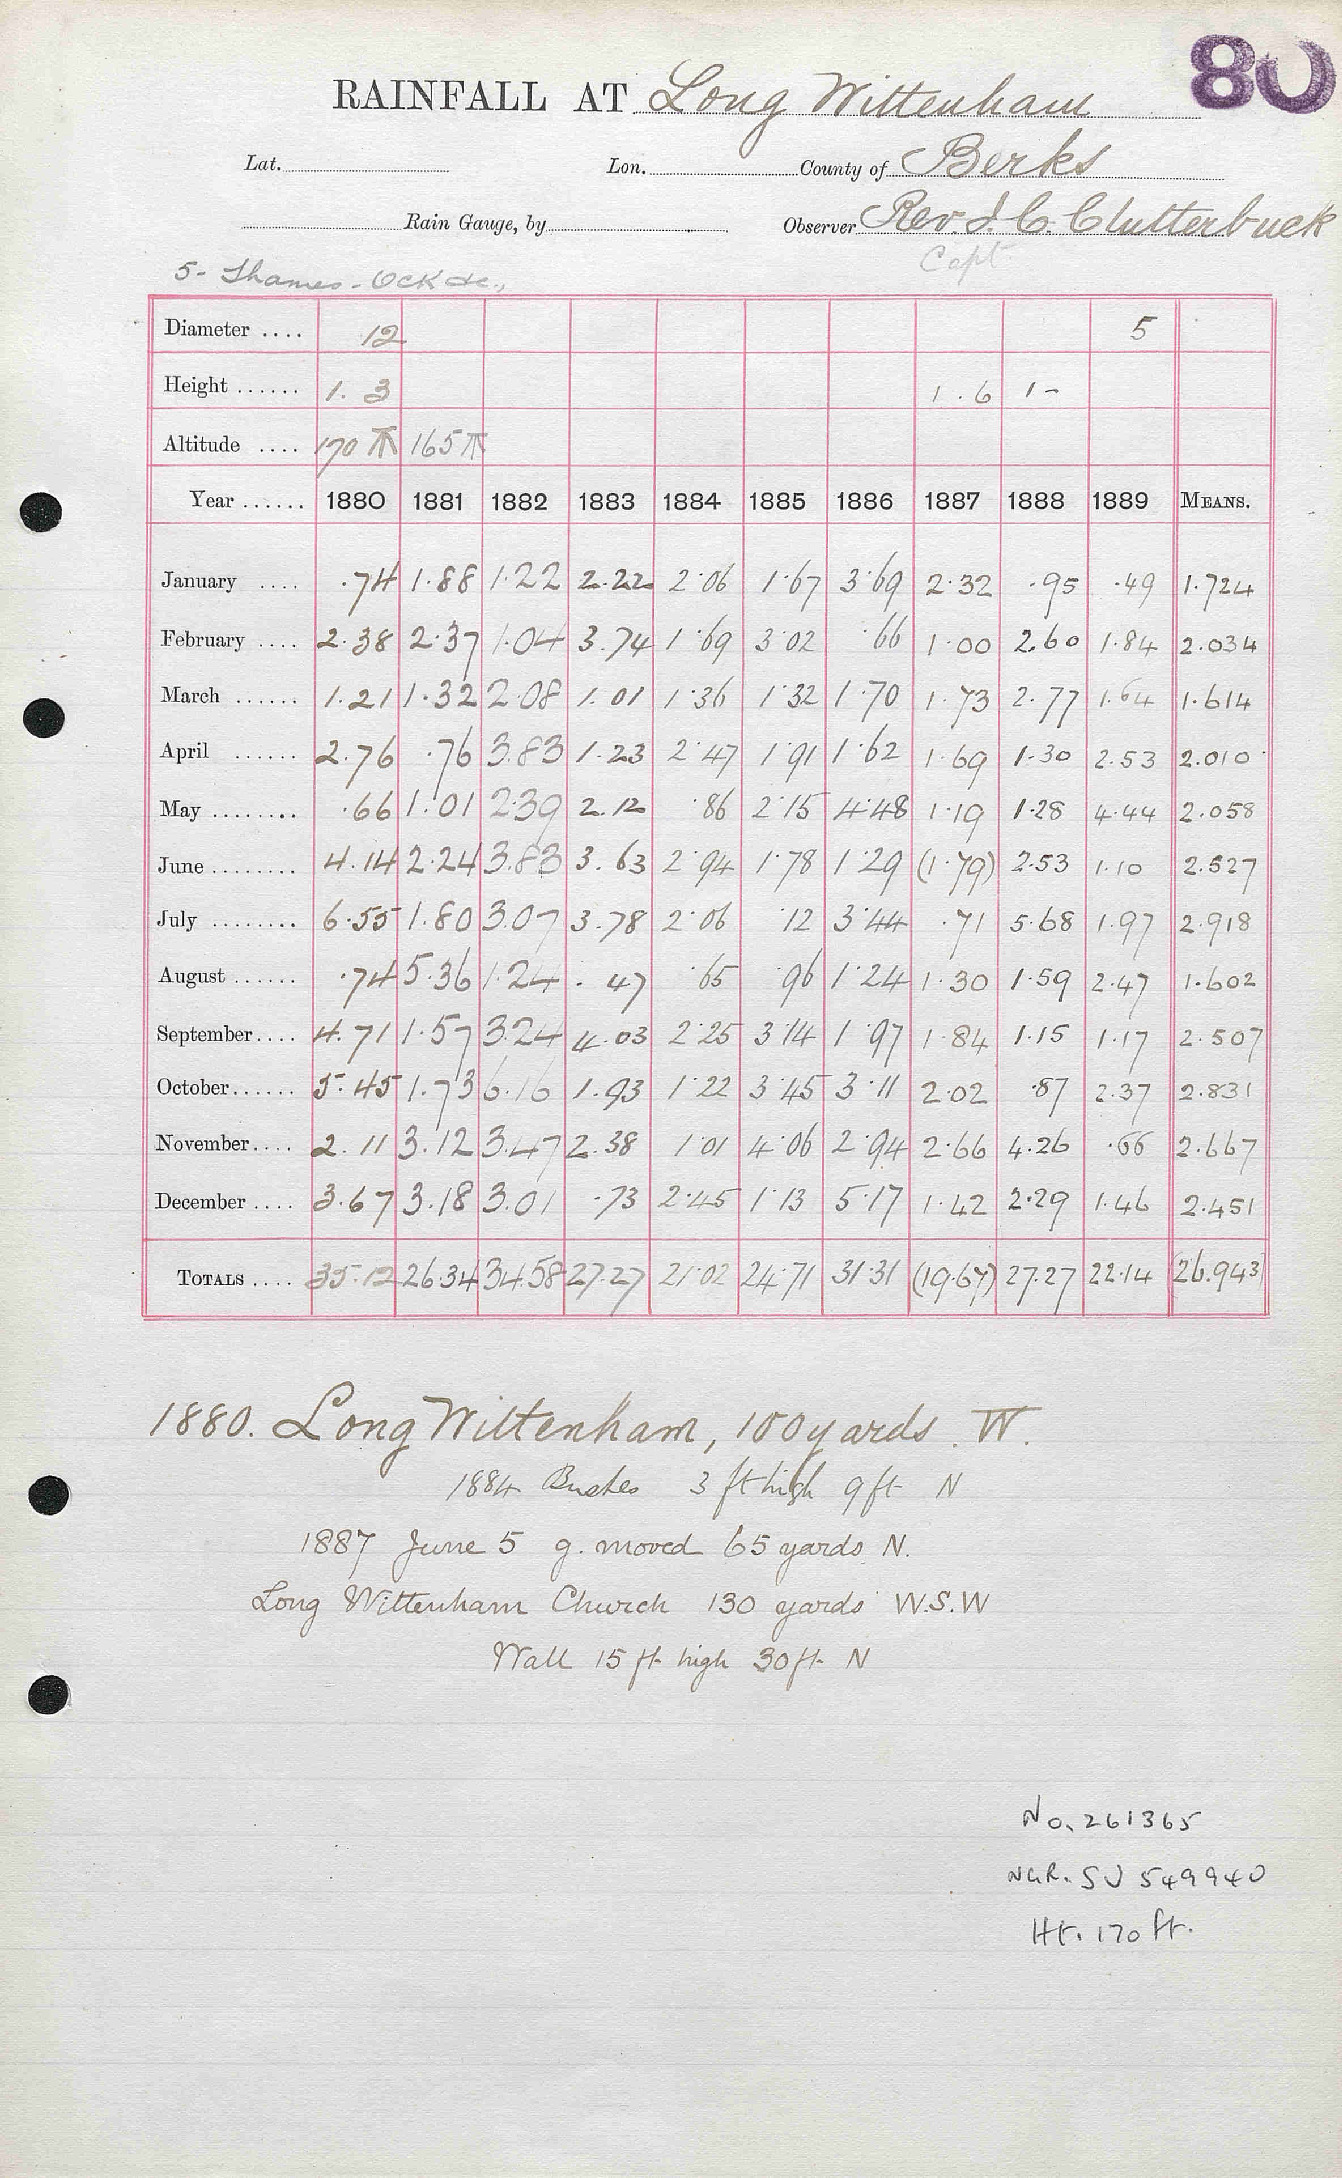 80
RAINFALL AT Long Wittenham
Lat. Lon. County of Berks
Rain Gauge, by Observer Rev. J. C. Clutterbuck
Capt
5 - Thames - Ock &c.,
Diameter .... 12 5
Height ...... 1. 3 1.6 1-
Altitude .... 170 165
Year ...... 1880 1881 1882 1883 1884 1885 1886 1887 1888 1889 MEANS.
January .... .74 1.88 1.22 2.22 2.06 1.67 3.69 2.32 .95 .49 1.724
February .... 2.38 2.37 1.04 3.74 1.69 3.02 .66 1.00 2.60 1.84 2.034
March ...... 1.21 1.32 2.08 1.01 1.36 1.32 1.70 1.73 2.77 1.64 1.614
April ...... 2.76 .76 3.83 1.23 2.47 1.91 1.62 1.69 1.30 2.53 2.010
May ........ .66 1.01 2.39 2.12 .86 2.15 4.48 1.19 1.28 4.44 2.058
June ........ 4.14 2.24 3.83 3.63 2.94 1.78 1.29 (1.79) 2.53 1.10 2.527
July ........ 6.55 1.80 3.07 3.78 2.06 .12 3.44 .71 5.68 1.97 2.918
August ...... .74 5.36 1.24 .47 .65 .96 1.24 1.30 1.59 2.47 1.602
September.... 4.71 1.57 3.24 4.03 2.25 3.14 1.97 1.84 1.15 1.17 2.507
October...... 5.45 1.73 6.16 1.93 1.22 3.45 3.11 2.02 .87 2.37 2.831
November.... 2.11 3.12 3.47 2.38 1.01 4.06 2.94 2.66 4.26 .66 2.667
December .... 3.67 3.18 3.01 .73 2.45 1.13 5.17 1.42 2.29 1.46 2.451
TOTALS .... 35.12 26.34 34.58 27.27 21.02 24.71 31.31 (19.67) 27.27 22.14 (26.943)
1880. Long Wittenham, 100 yards. W.
1884 Bushes 3 ft high 9 ft N
1887 June 5 g. moved 65 yards N.
Long Wittenham Church 130 yards W.S.W
Wall 15 ft high 30 ft N
No. 261365
NGR. SU 549940
Ht. 170 ft.